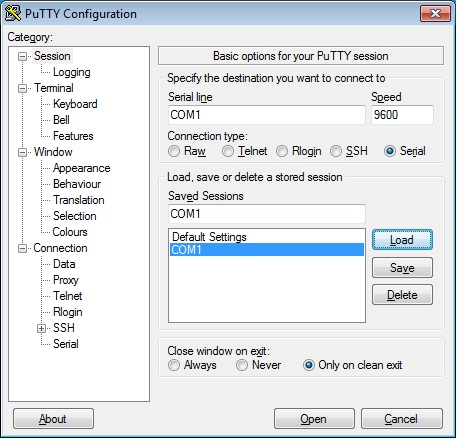 PuTTY Configuration
Category:
Session
Logging
Terminal
Keyboard
Bell
Features
Window
Appearance
Behaviour
Translation
Selection
Colours
Connection
Data
Proxy
Telnet
Rlogin
SSH
Serial
Basic options for your PuTTY session
Specify the destination you want to connect to
Serial line Speed
COM1 9600
Connection type:
Raw Telnet Rlogin SSH Serial
Load, save or delete a stored session
Saved Sessions
COM1
Default Settings
COM1
Load
Save
Delete
Close window on exit:
Always Never Only on clean exit
About Open Cancel